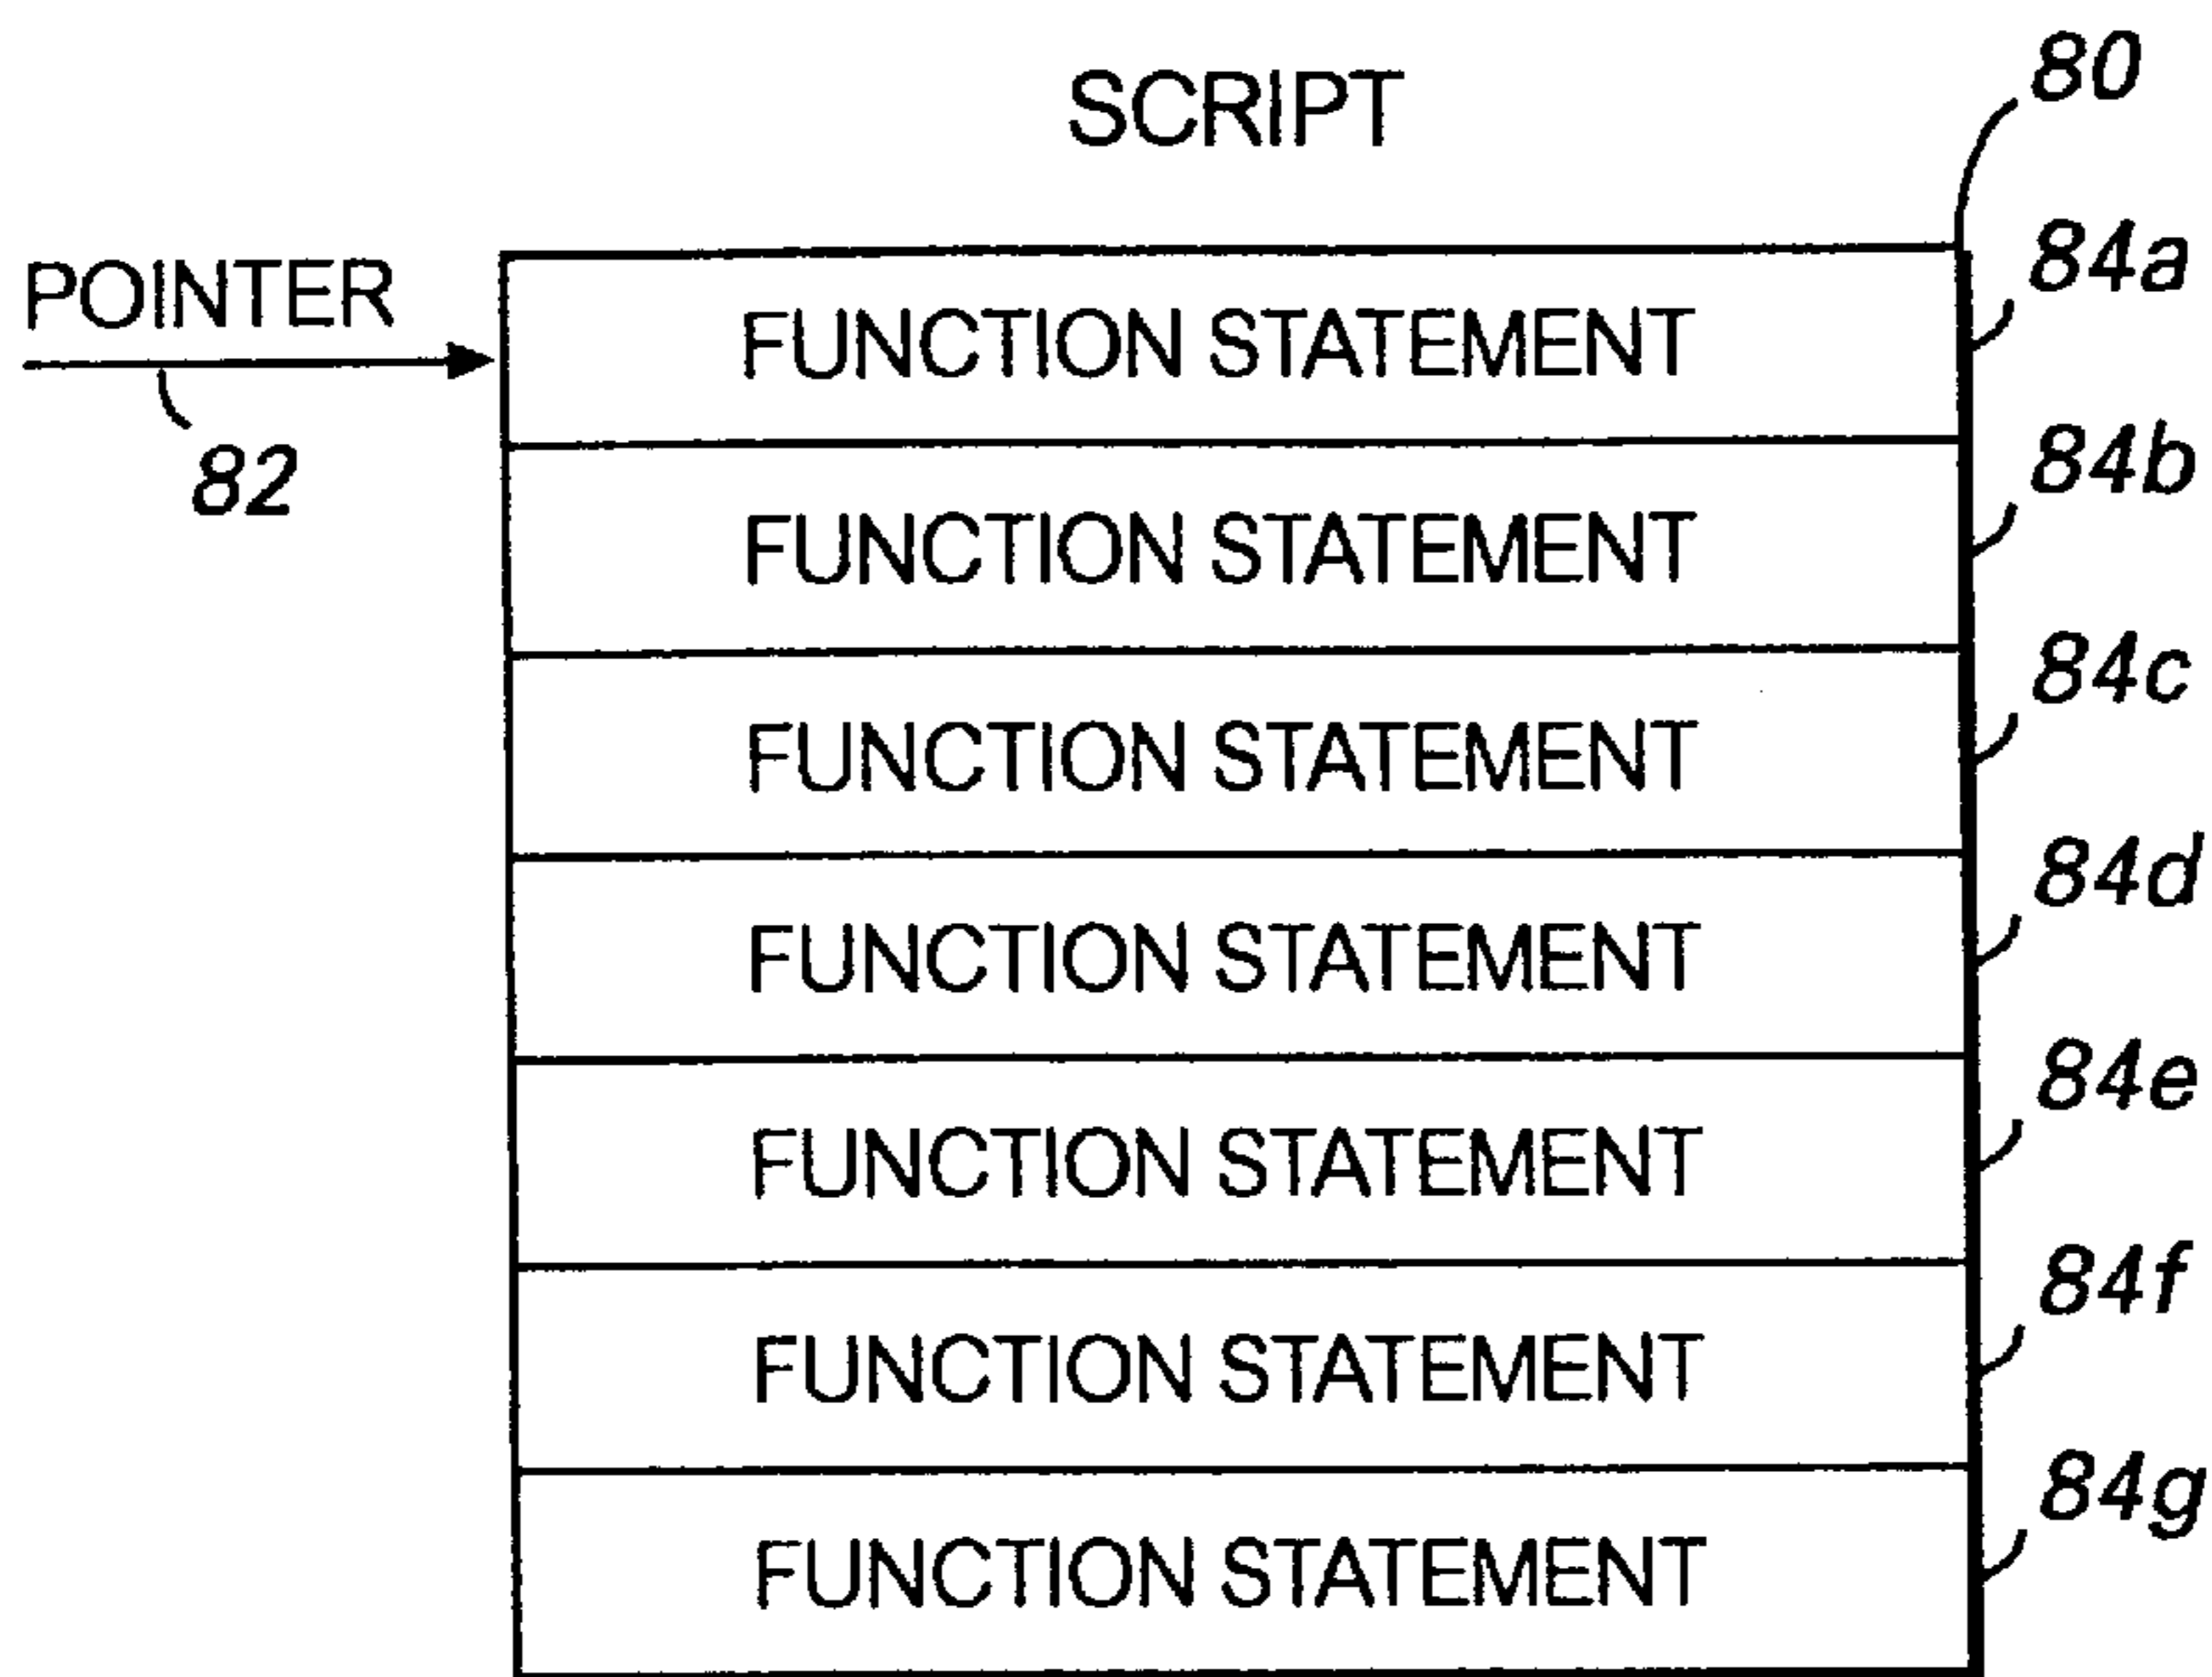 80
SCRIPT
84a
POINTER
FUNCTION STATEMENT
82
84b
FUNCTION STATEMENT
84c
FUNCTION STATEMENT
84d
FUNCTION STATEMENT
84e
FUNCTION STATEMENT
84f
FUNCTION STATEMENT
84g
FUNCTION STATEMENT